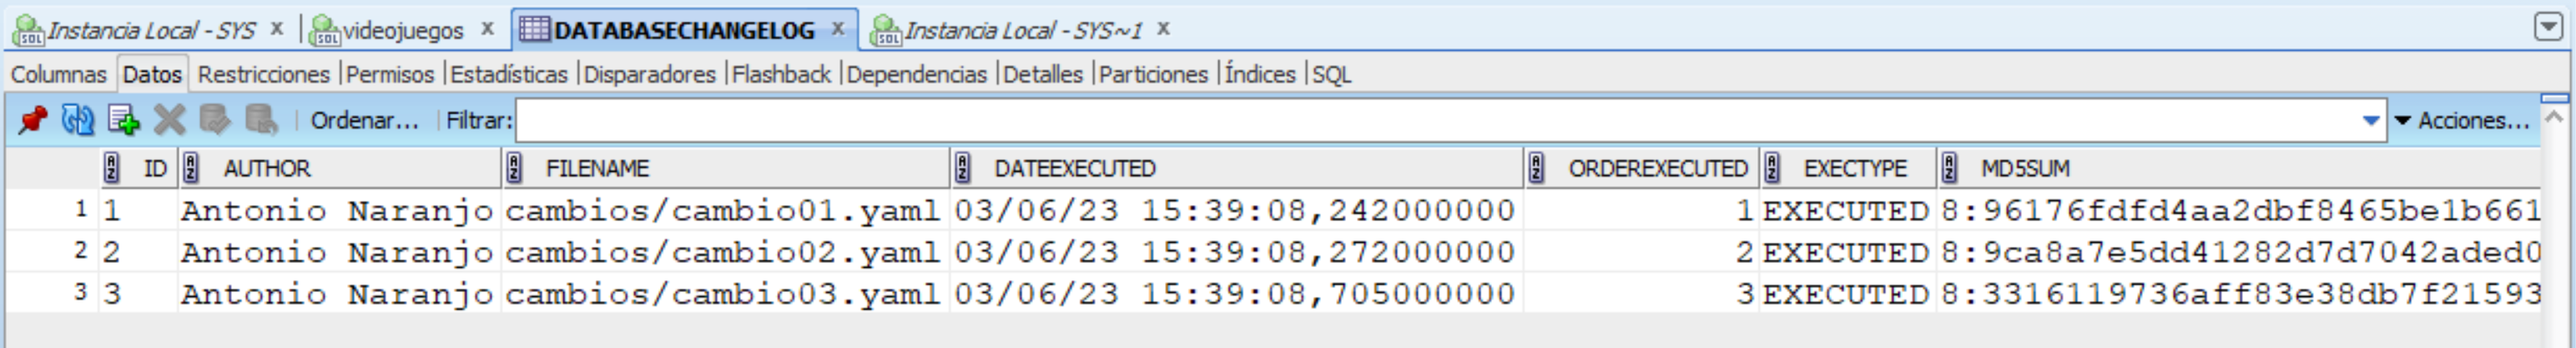 Instancia Local - SYS x videojuegos x DATABASECHANGELOG x Instancia Local - SYS~1 x
Columnas Datos Restricciones |Permisos |Estadísticas |Disparadores |Flashback |Dependencias |Detalles |Particiones |Índices |SQL
Ordenar... Filtrar: Acciones...
ID AUTHOR FILENAME DATEEXECUTED ORDEREXECUTED EXECTYPE MD5SUM
1 1 Antonio Naranjo cambios/cambio01.yaml 03/06/23 15:39:08,242000000 1 EXECUTED 8:96176fdfd4aa2dbf8465be1b661
2 2 Antonio Naranjo cambios/cambio02.yaml 03/06/23 15:39:08,272000000 2 EXECUTED 8:9ca8a7e5dd41282d7d7042aded0
3 3 Antonio Naranjo cambios/cambio03.yaml 03/06/23 15:39:08,705000000 3 EXECUTED 8:3316119736aff83e38db7f21593